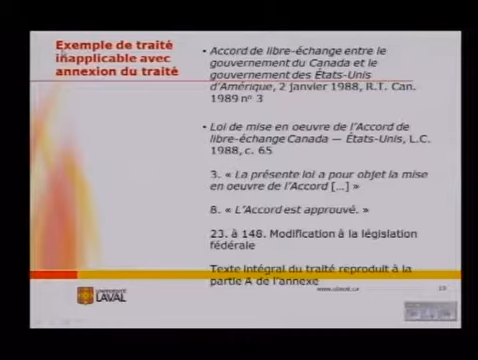 Exemple de traité
inapplicable avec
annexion du traité
• Accord de libre-échange entre le
gouvernement du Canada et le
gouvernement des États-Unis
d'Amérique, 2 janvier 1988, R.T. Can.
1989 nº 3
• Loi de mise en oeuvre de l'Accord de
libre-échange Canada — États-Unis, L.C.
1988, c. 65
3. « La présente loi a pour objet la mise
en oeuvre de l'Accord […] »
8. « L'Accord est approuvé. »
23. à 148. Modification à la législation
fédérale
Texte intégral du traité reproduit à la
partie A de l'annexe
UNIVERSITÉ
LAVAL
www.ulaval.ca